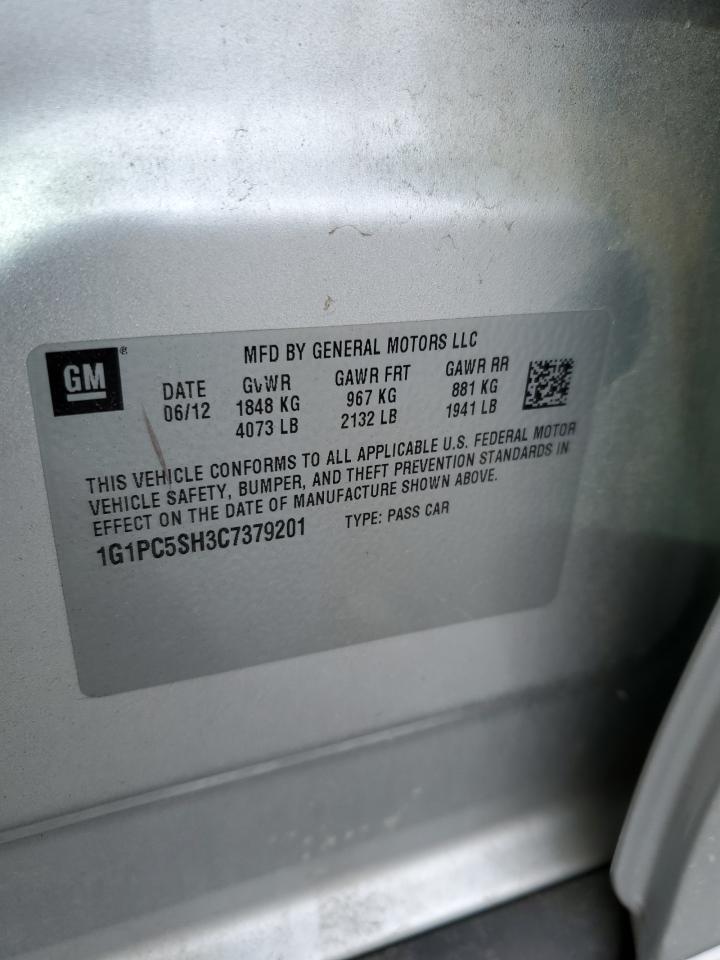 GM®
MFD BY GENERAL MOTORS LLC
DATE GVWR GAWR FRT GAWR RR
06/12 1848 KG 967 KG 881 KG
4073 LB 2132 LB 1941 LB
THIS VEHICLE CONFORMS TO ALL APPLICABLE U.S. FEDERAL MOTOR
VEHICLE SAFETY, BUMPER, AND THEFT PREVENTION STANDARDS IN
EFFECT ON THE DATE OF MANUFACTURE SHOWN ABOVE.
1G1PC5SH3C7379201 TYPE: PASS CAR